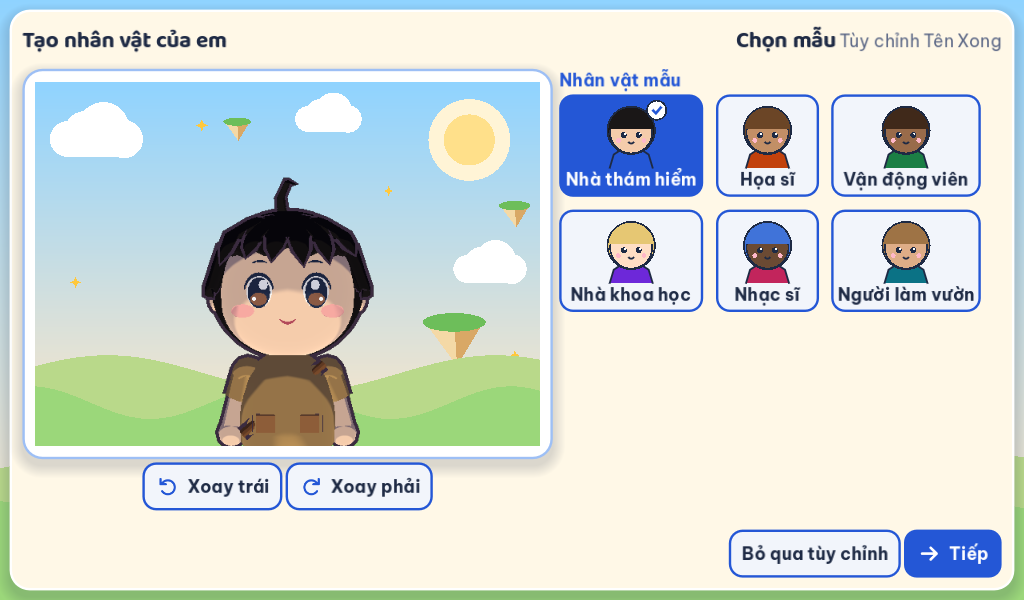 Tạo nhân vật của em
Chọn mẫu Tùy chỉnh Tên Xong
Nhân vật mẫu
Nhà thám hiểm
Họa sĩ
Vận động viên
Nhà khoa học
Nhạc sĩ
Người làm vườn
Xoay trái
Xoay phải
Bỏ qua tùy chỉnh
Tiếp